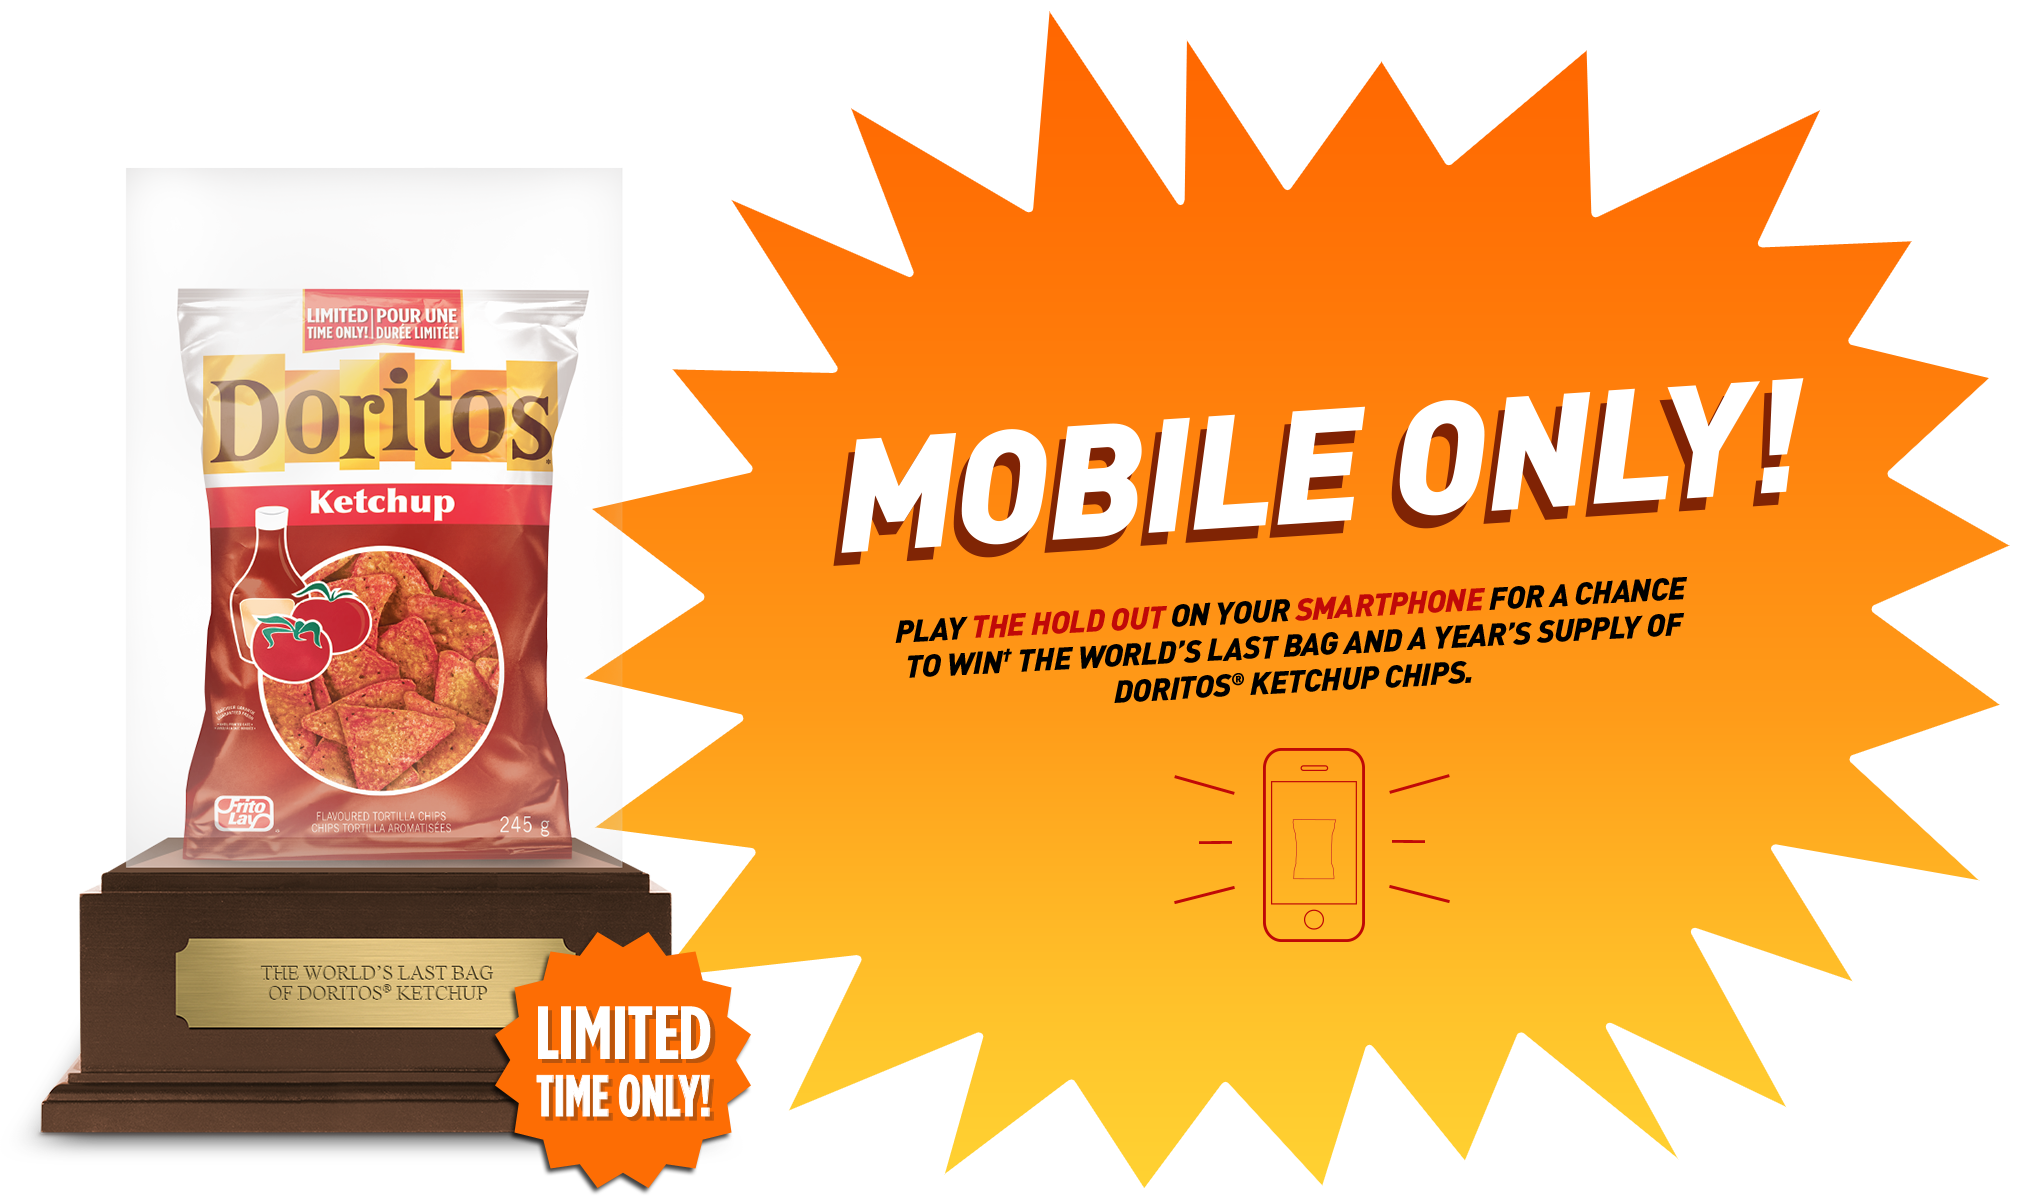 LIMITED
TIME ONLY!
POUR UNE
DURÉE LIMITÉE!
Doritos
Ketchup
Frito
Lay
FLAVOURED TORTILLA CHIPS
CHIPS TORTILLA AROMATISÉES
245 g
THE WORLD'S LAST BAG
OF DORITOS® KETCHUP
LIMITED
TIME ONLY!
MOBILE ONLY!
PLAY THE HOLD OUT ON YOUR SMARTPHONE FOR A CHANCE
TO WIN† THE WORLD'S LAST BAG AND A YEAR'S SUPPLY OF
DORITOS® KETCHUP CHIPS.